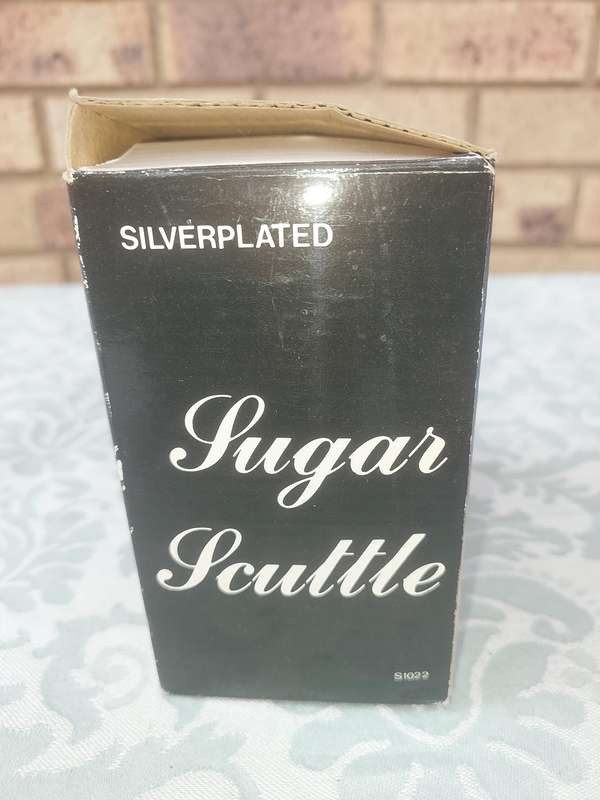 SILVERPLATED
Sugar
Scuttle
S1022